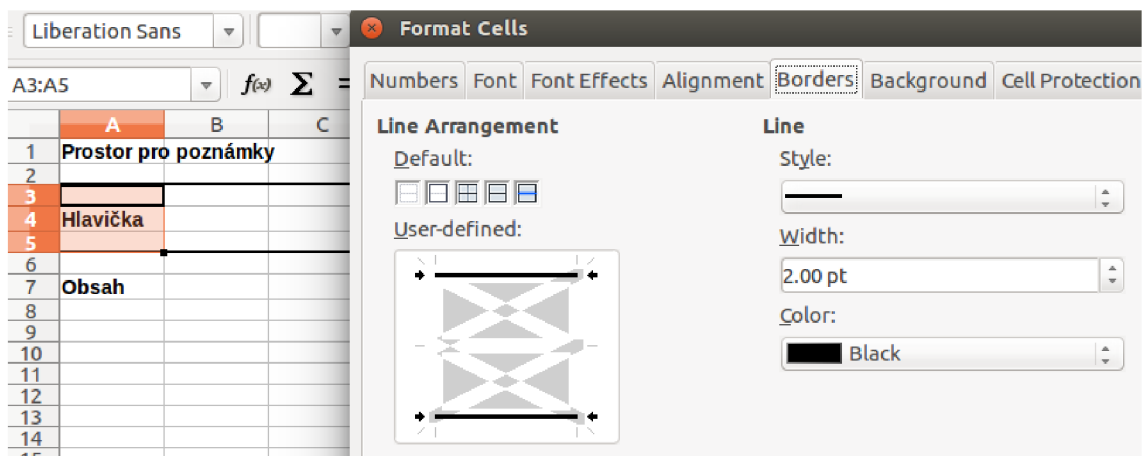 Liberation Sans
Format Cells
A3:A5
f(x) Σ =
Numbers Font Font Effects Alignment Borders Background Cell Protection
A B C
Line Arrangement
Line
1 Prostor pro poznámky
Default:
Style:
2
3
4 Hlavička
User-defined:
5
Width:
6
7 Obsah
2.00 pt
8
Color:
9
10
Black
11
12
13
14